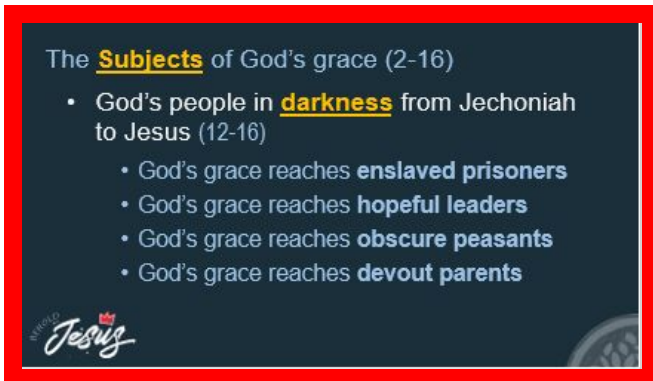 The Subjects of God's grace (2-16)
• God's people in darkness from Jechoniah
to Jesus (12-16)
• God's grace reaches enslaved prisoners
• God's grace reaches hopeful leaders
• God's grace reaches obscure peasants
• God's grace reaches devout parents
BEHOLD
Jesus